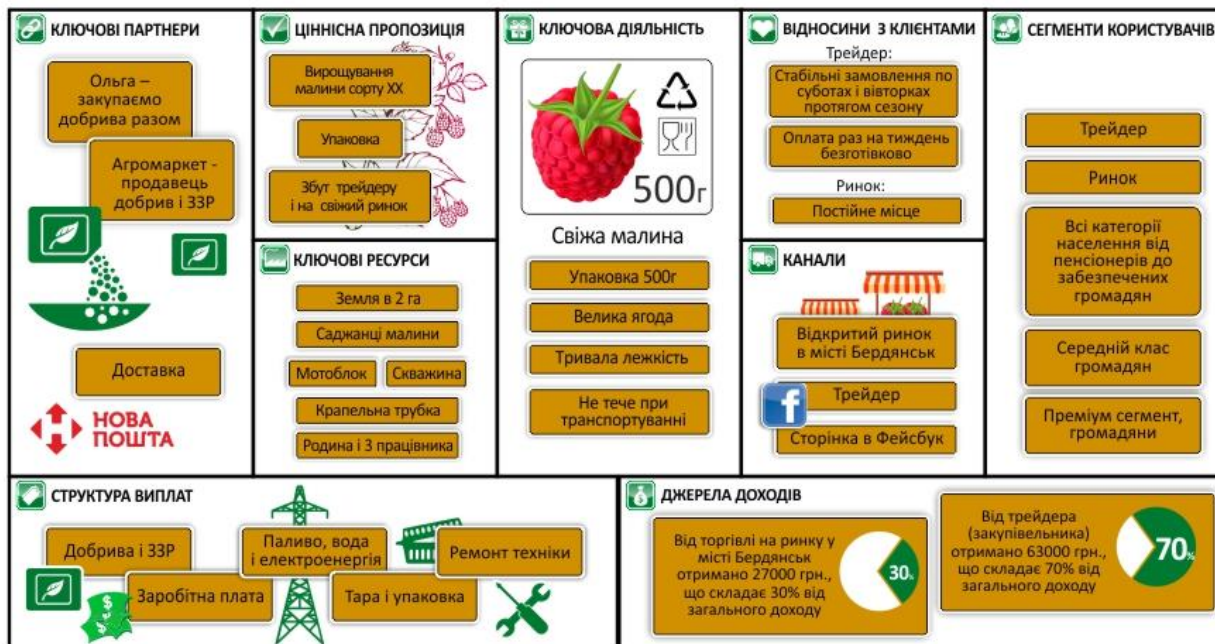 КЛЮЧОВІ ПАРТНЕРИ
Ольга –
закупаємо
добрива разом
Агромаркет -
продавець
добрив і ЗЗР
Доставка
НОВА
ПОШТА
ЦІННІСНА ПРОПОЗИЦІЯ
Вирощування
малини сорту ХХ
Упаковка
Збут трейдеру
і на свіжий ринок
КЛЮЧОВІ РЕСУРСИ
Земля в 2 га
Саджанці малини
Мотоблок
Скважина
Крапельна трубка
Родина і 3 працівника
КЛЮЧОВА ДІЯЛЬНІСТЬ
500г
Свіжа малина
Упаковка 500г
Велика ягода
Тривала лежкість
Не тече при
транспортуванні
ВІДНОСИНИ З КЛІЄНТАМИ
Трейдер:
Стабільні замовлення по
суботах і вівторках
протягом сезону
Оплата раз на тиждень
безготівково
Ринок:
Постійне місце
КАНАЛИ
Відкритий ринок
в місті Бердянськ
Трейдер
f
Сторінка в Фейсбук
СЕГМЕНТИ КОРИСТУВАЧІВ
Трейдер
Ринок
Всі категорії
населення від
пенсіонерів до
забезпечених
громадян
Середній клас
громадян
Преміум сегмент,
громадяни
СТРУКТУРА ВИПЛАТ
Добрива і ЗЗР
Заробітна плата
Паливо, вода
і електроенергія
Тара і упаковка
Ремонт техніки
$
$
ДЖЕРЕЛА ДОХОДІВ
$
Від торгівлі на ринку у
місті Бердянськ
отримано 27000 грн.,
що складає 30% від
загального доходу
30%
Від трейдера
(закупівельника)
отримано 63000 грн.,
що складає 70% від
загального доходу
70%